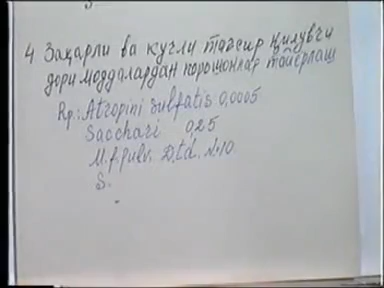 4 Заҳарли ва кучли таъсир қилувчи
дори моддалардан порошоклар тайёрлаш
Rp.: Atropini sulfatis 0,0005
Sacchari 0,25
M. f. pulv. D.t.d. N.10.
S.